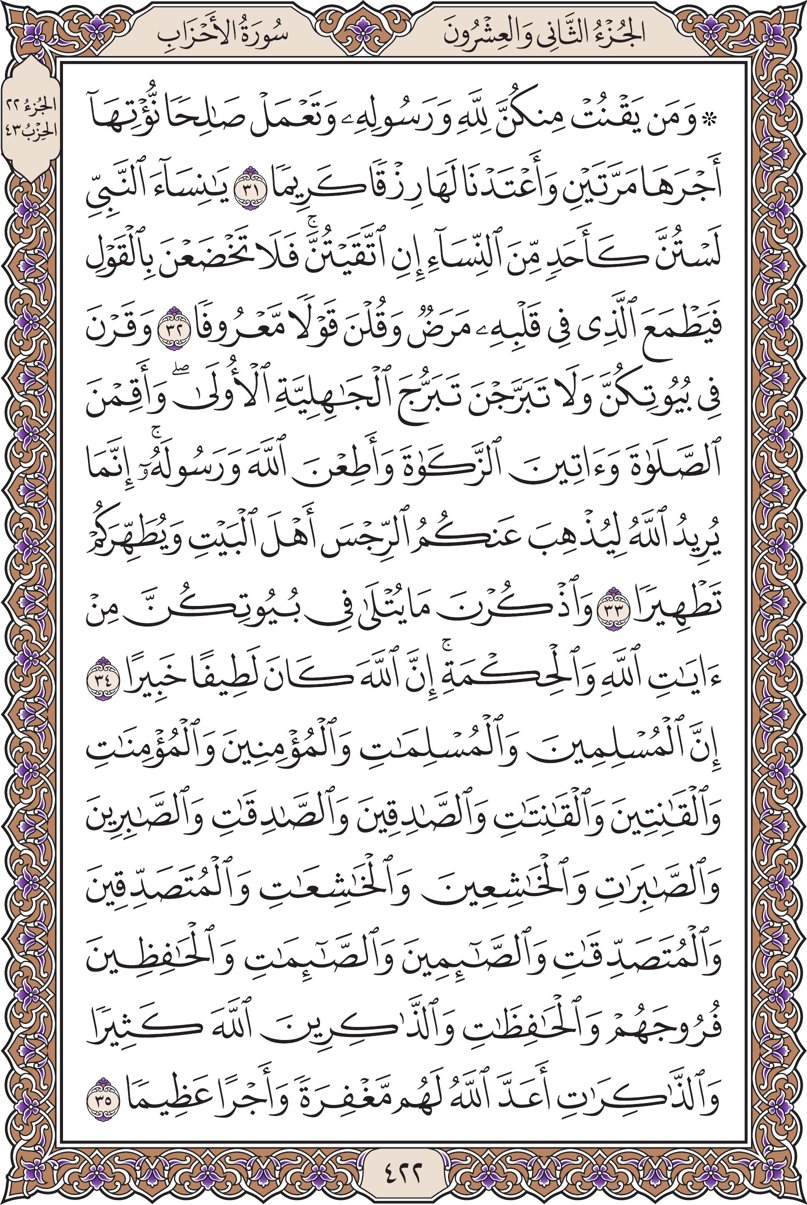 الجُزْءُ الثَّانِي وَالعِشْرُونَ
سُورَةُ الأَحْزَابِ
الجُزءُ ٢٢
الحِزْبُ ٤٣
۞ وَمَن يَقْنُتْ مِنكُنَّ لِلَّهِ وَرَسُولِهِۦ وَتَعْمَلْ صَٰلِحًا نُّؤْتِهَآ
أَجْرَهَا مَرَّتَيْنِ وَأَعْتَدْنَا لَهَا رِزْقًا كَرِيمًا ٣١ يَٰنِسَآءَ ٱلنَّبِيِّ
لَسْتُنَّ كَأَحَدٍ مِّنَ ٱلنِّسَآءِ إِنِ ٱتَّقَيْتُنَّۚ فَلَا تَخْضَعْنَ بِٱلْقَوْلِ
فَيَطْمَعَ ٱلَّذِى فِى قَلْبِهِۦ مَرَضٌ وَقُلْنَ قَوْلًا مَّعْرُوفًا ٣٢ وَقَرْنَ
فِى بُيُوتِكُنَّ وَلَا تَبَرَّجْنَ تَبَرُّجَ ٱلْجَٰهِلِيَّةِ ٱلْأُولَىٰۖ وَأَقِمْنَ
ٱلصَّلَوٰةَ وَءَاتِينَ ٱلزَّكَوٰةَ وَأَطِعْنَ ٱللَّهَ وَرَسُولَهُۥٓۚ إِنَّمَا
يُرِيدُ ٱللَّهُ لِيُذْهِبَ عَنكُمُ ٱلرِّجْسَ أَهْلَ ٱلْبَيْتِ وَيُطَهِّرَكُمْ
تَطْهِيرًا ٣٣ وَٱذْكُرْنَ مَا يُتْلَىٰ فِى بُيُوتِكُنَّ مِنْ
ءَايَٰتِ ٱللَّهِ وَٱلْحِكْمَةِۚ إِنَّ ٱللَّهَ كَانَ لَطِيفًا خَبِيرًا ٣٤
إِنَّ ٱلْمُسْلِمِينَ وَٱلْمُسْلِمَٰتِ وَٱلْمُؤْمِنِينَ وَٱلْمُؤْمِنَٰتِ
وَٱلْقَٰنِتِينَ وَٱلْقَٰنِتَٰتِ وَٱلصَّٰدِقِينَ وَٱلصَّٰدِقَٰتِ وَٱلصَّٰبِرِينَ
وَٱلصَّٰبِرَٰتِ وَٱلْخَٰشِعِينَ وَٱلْخَٰشِعَٰتِ وَٱلْمُتَصَدِّقِينَ
وَٱلْمُتَصَدِّقَٰتِ وَٱلصَّٰٓئِمِينَ وَٱلصَّٰٓئِمَٰتِ وَٱلْحَٰفِظِينَ
فُرُوجَهُمْ وَٱلْحَٰفِظَٰتِ وَٱلذَّٰكِرِينَ ٱللَّهَ كَثِيرًا
وَٱلذَّٰكِرَٰتِ أَعَدَّ ٱللَّهُ لَهُم مَّغْفِرَةً وَأَجْرًا عَظِيمًا ٣٥
٤٢٢